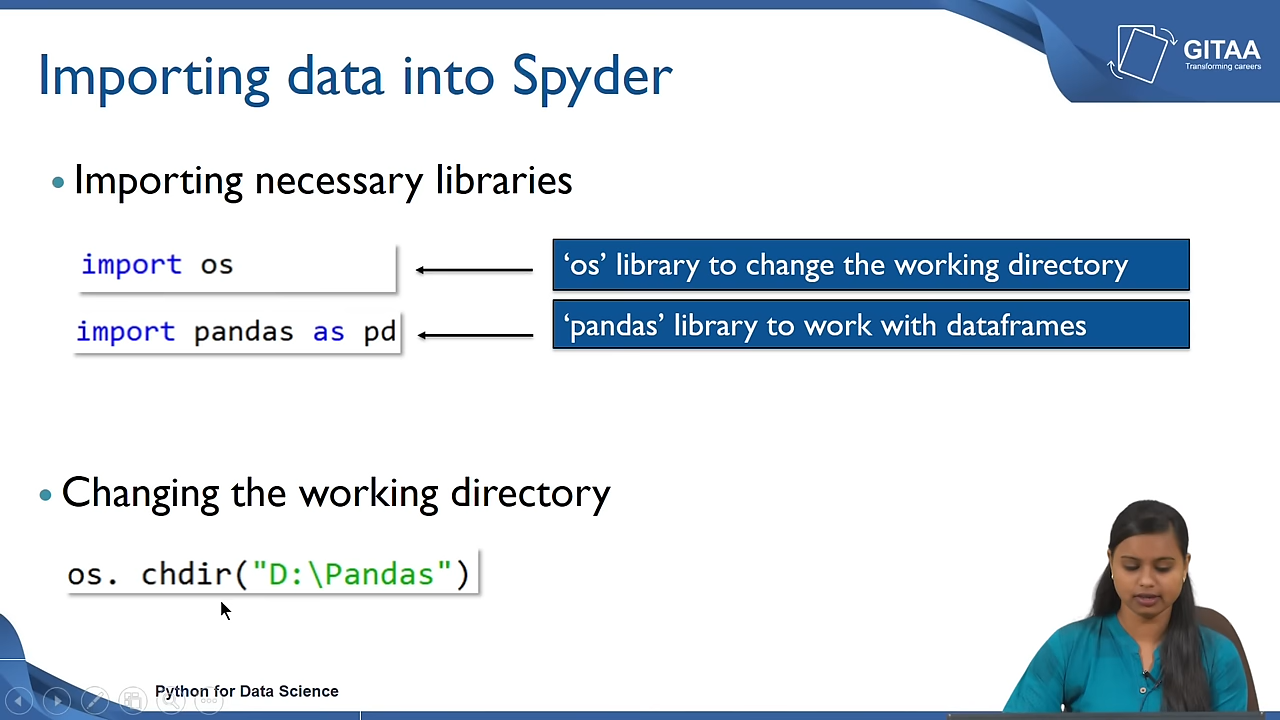 GITAA
Transforming careers
Importing data into Spyder
• Importing necessary libraries
import os
‘os’ library to change the working directory
import pandas as pd
‘pandas’ library to work with dataframes
• Changing the working directory
os. chdir("D:\Pandas")
Python for Data Science